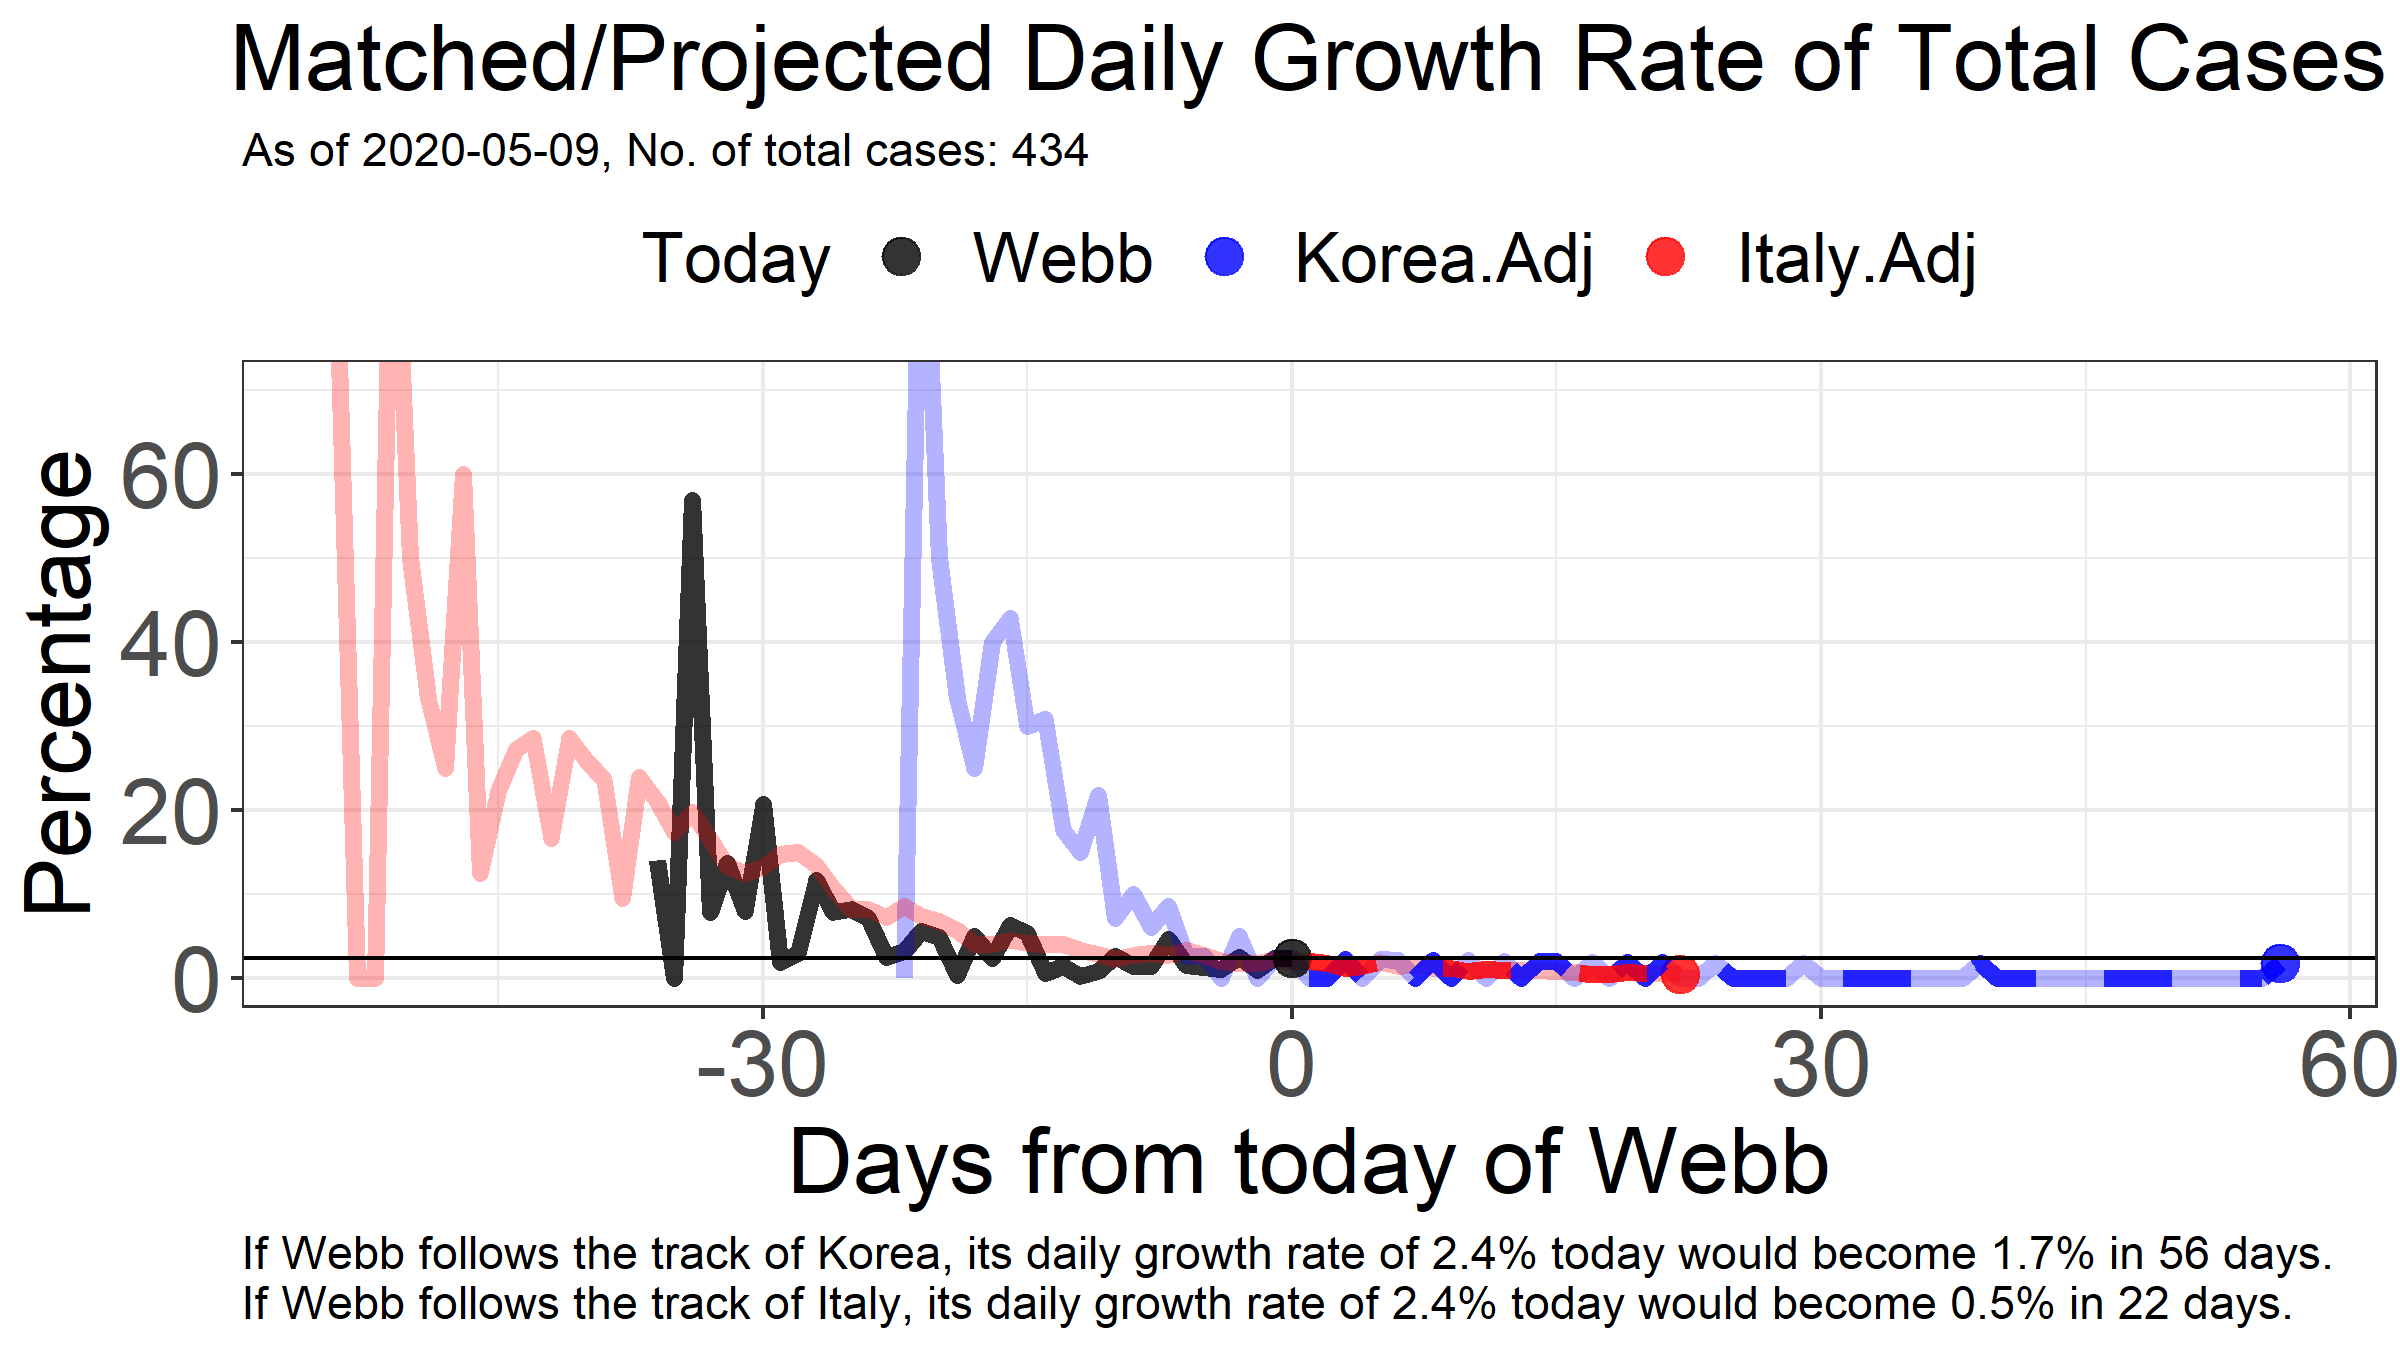 Matched/Projected Daily Growth Rate of Total Cases
As of 2020-05-09, No. of total cases: 434
Today Webb Korea.Adj Italy.Adj
Percentage
60
40
20
0
-30 0 30 60
Days from today of Webb
If Webb follows the track of Korea, its daily growth rate of 2.4% today would become 1.7% in 56 days.
If Webb follows the track of Italy, its daily growth rate of 2.4% today would become 0.5% in 22 days.